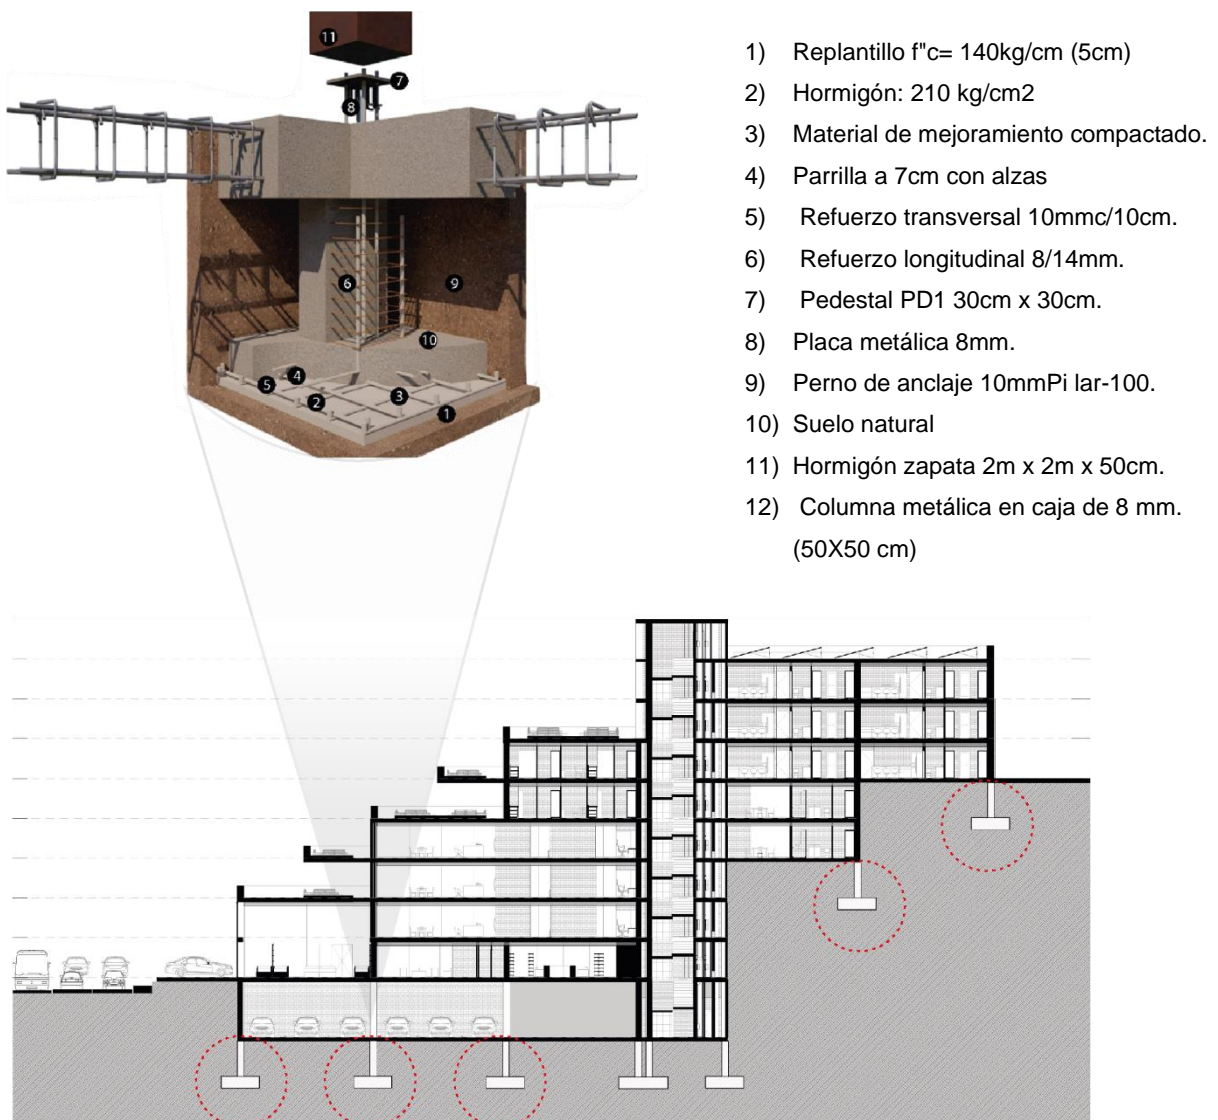 11
7
8
6
9
10
4
5
3
2
1
1) Replantillo f"c= 140kg/cm (5cm)
2) Hormigón: 210 kg/cm2
3) Material de mejoramiento compactado.
4) Parrilla a 7cm con alzas
5) Refuerzo transversal 10mmc/10cm.
6) Refuerzo longitudinal 8/14mm.
7) Pedestal PD1 30cm x 30cm.
8) Placa metálica 8mm.
9) Perno de anclaje 10mmPi lar-100.
10) Suelo natural
11) Hormigón zapata 2m x 2m x 50cm.
12) Columna metálica en caja de 8 mm.
(50X50 cm)